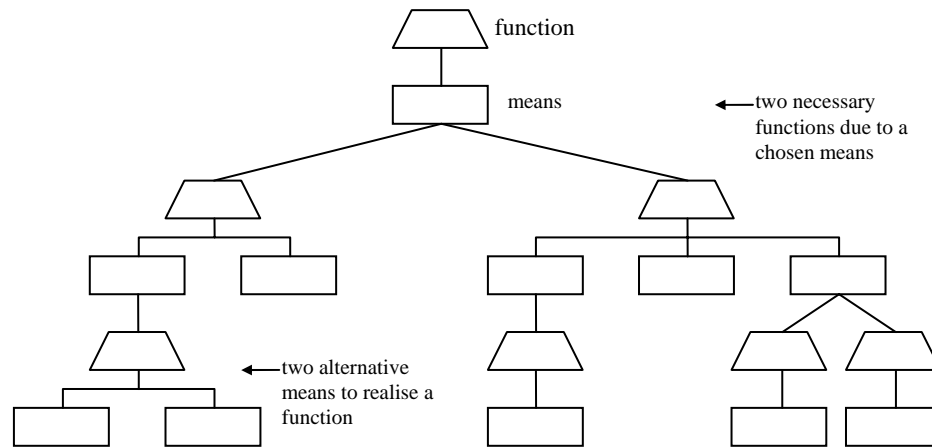 function
means
two necessary
functions due to a
chosen means
two alternative
means to realise a
function